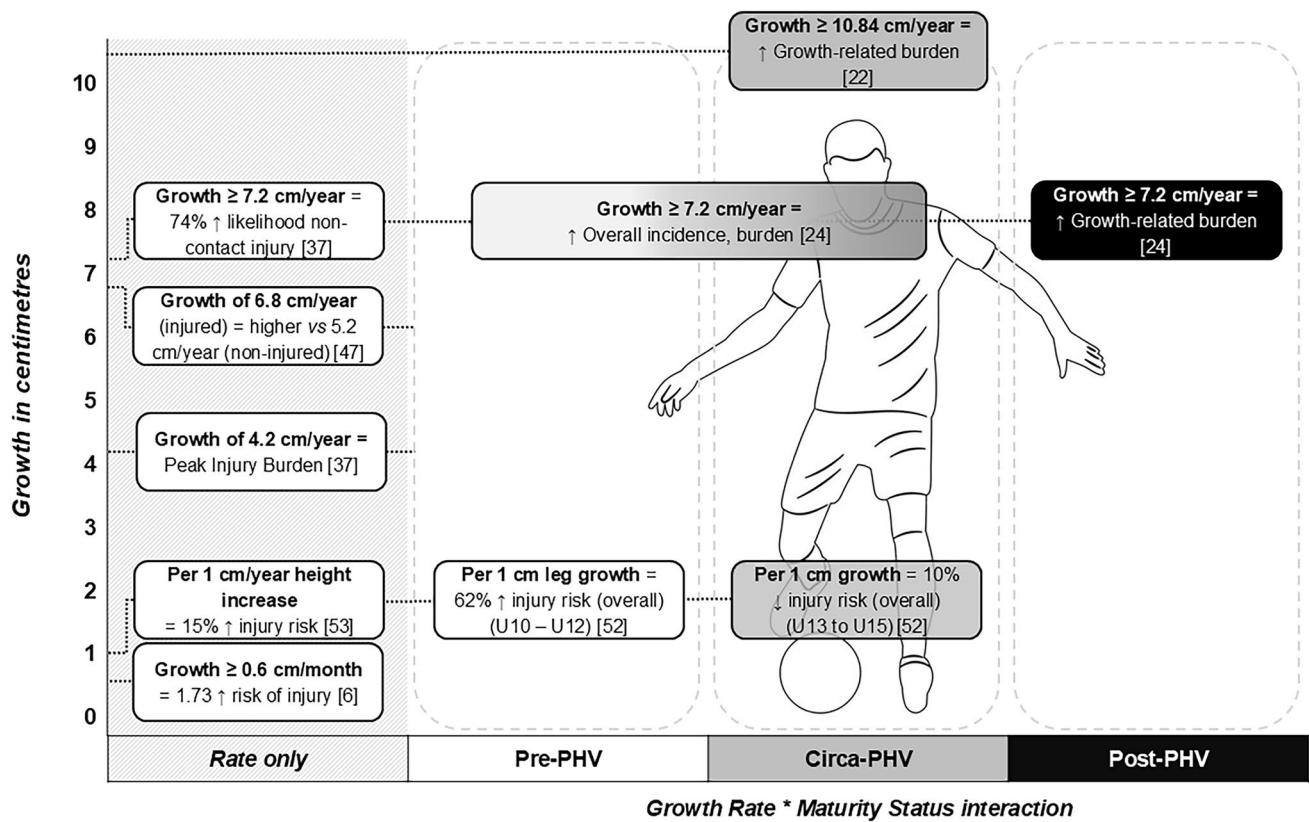 Growth in centimetres
10
9
8
7
6
5
4
3
2
1
0
Growth ≥ 10.84 cm/year =
↑ Growth-related burden
[22]
Growth ≥ 7.2 cm/year =
74% ↑ likelihood non-
contact injury [37]
Growth ≥ 7.2 cm/year =
↑ Overall incidence, burden [24]
Growth ≥ 7.2 cm/year =
↑ Growth-related burden
[24]
Growth of 6.8 cm/year
(injured) = higher vs 5.2
cm/year (non-injured) [47]
Growth of 4.2 cm/year =
Peak Injury Burden [37]
Per 1 cm/year height
increase
= 15% ↑ injury risk [53]
Per 1 cm leg growth =
62% ↑ injury risk (overall)
(U10 – U12) [52]
Per 1 cm growth = 10%
↓ injury risk (overall)
(U13 to U15) [52]
Growth ≥ 0.6 cm/month
= 1.73 ↑ risk of injury [6]
Rate only
Pre-PHV
Circa-PHV
Post-PHV
Growth Rate * Maturity Status interaction